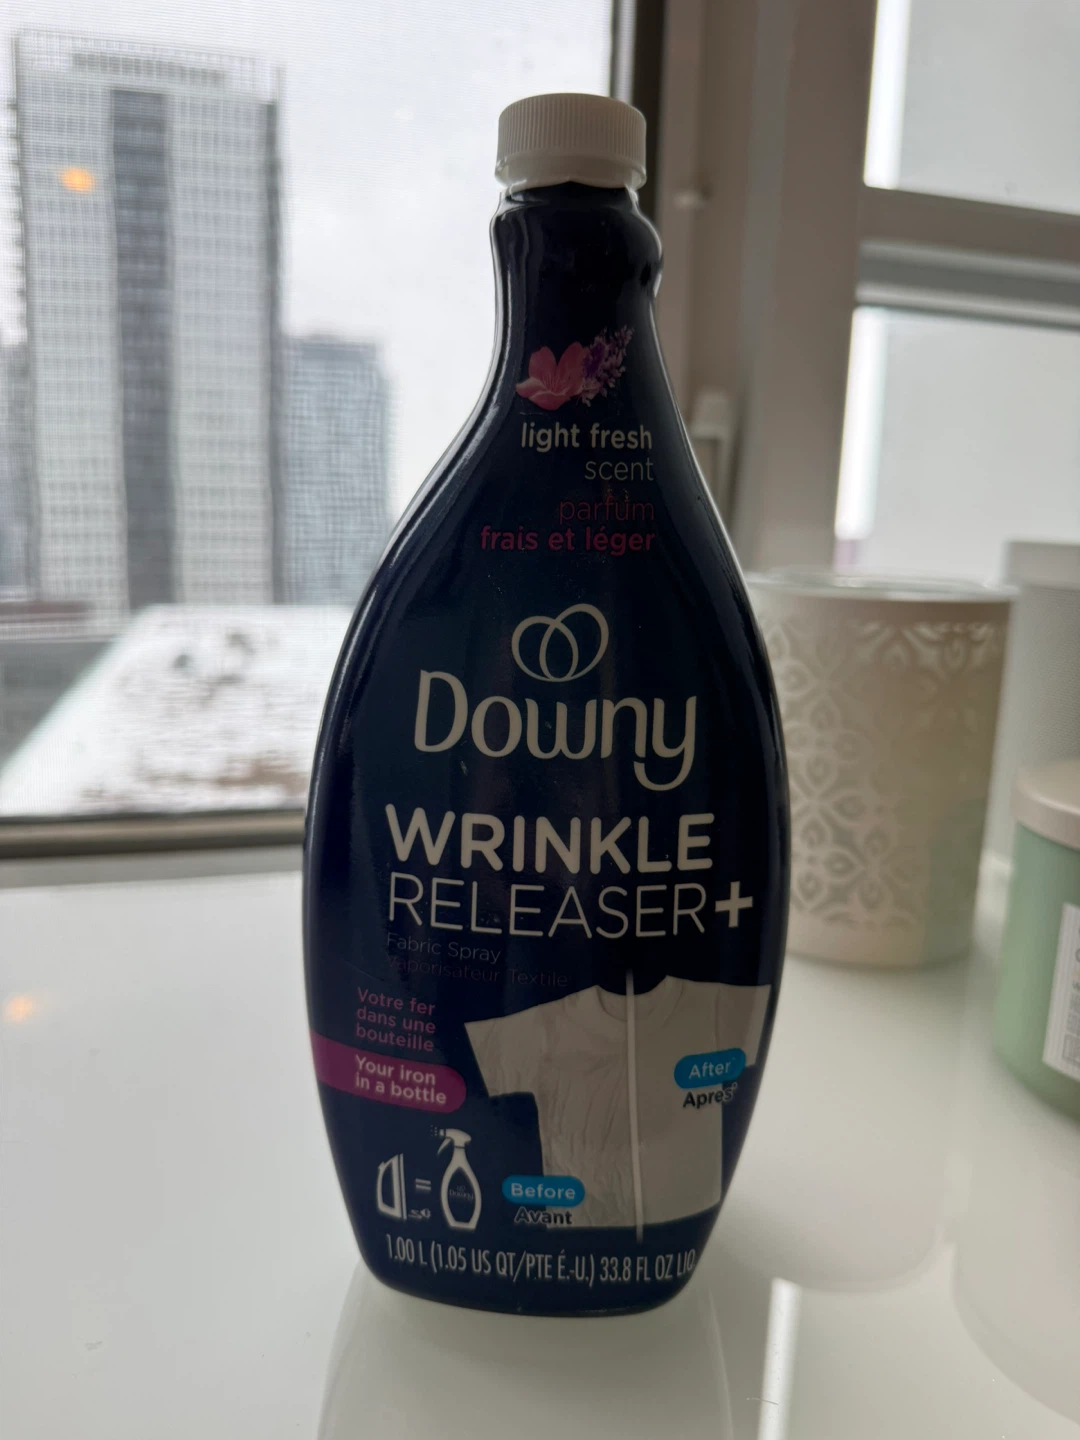 light fresh
scent
parfum
frais et léger
Downy
WRINKLE
RELEASER+
Fabric Spray
Vaporisateur Textile
Votre fer
dans une
bouteille
Your iron
in a bottle
After
Après
=
Downy
Before
Avant
1.00 L (1.05 US QT/PTE É.-U.) 33.8 FL OZ LIQ